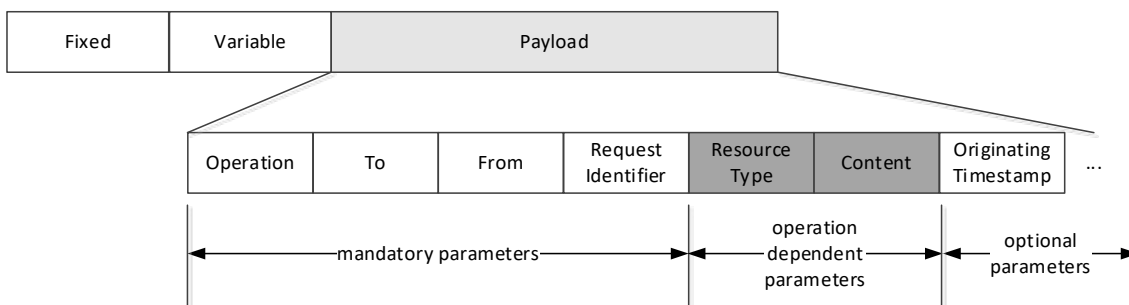 Fixed
Variable
Payload
Operation
To
From
Request
Identifier
Resource
Type
Content
Originating
Timestamp
...
mandatory parameters
operation
dependent
parameters
optional
parameters